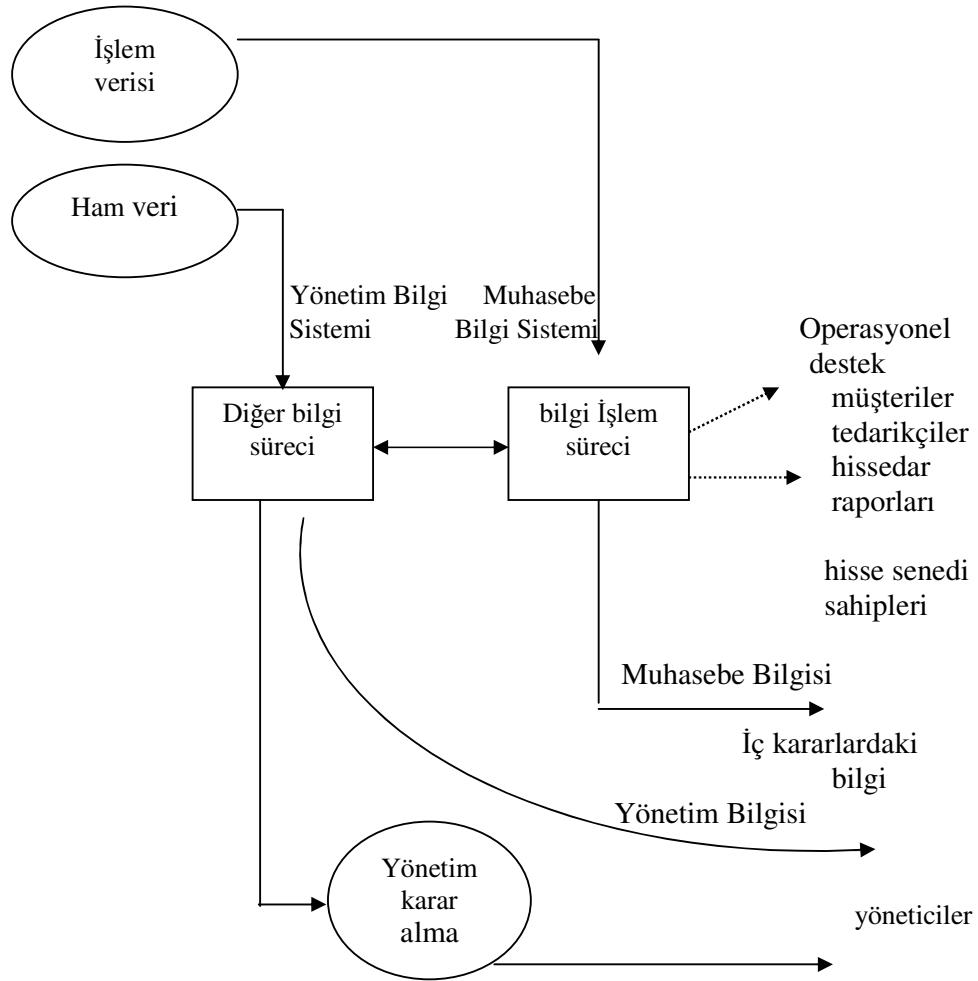 İşlem
verisi
Ham veri
Yönetim Bilgi
Sistemi
Muhasebe
Bilgi Sistemi
Operasyonel
destek
müşteriler
tedarikçiler
hissedar
raporları
hisse senedi
sahipleri
Diğer bilgi
süreci
bilgi İşlem
süreci
Muhasebe Bilgisi
İç kararlardaki
bilgi
Yönetim Bilgisi
Yönetim
karar
alma
yöneticiler